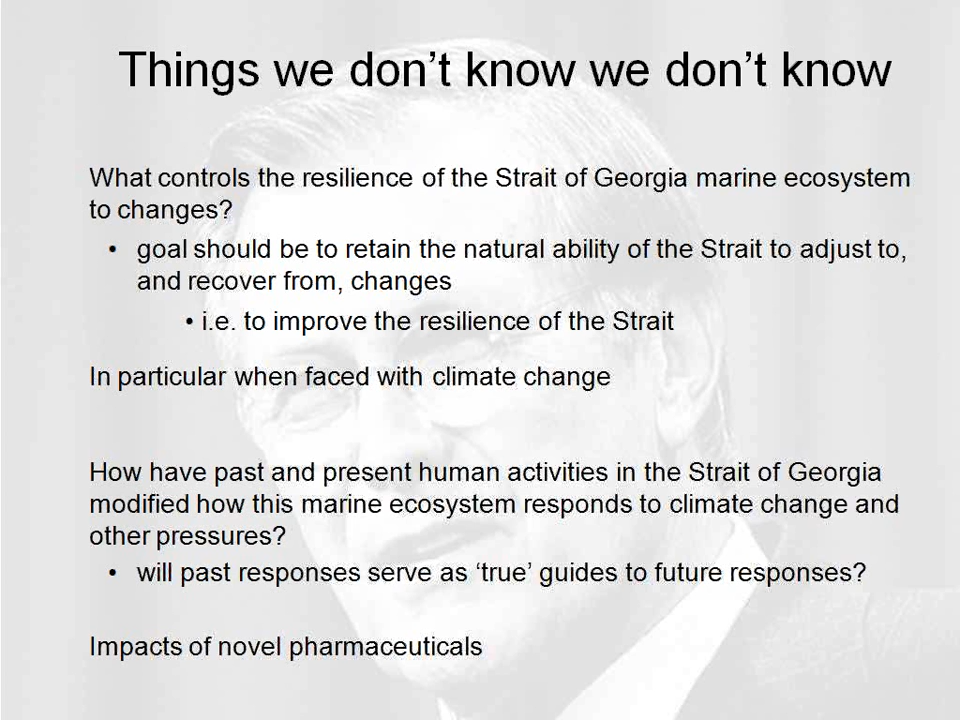 Things we don't know we don't know
What controls the resilience of the Strait of Georgia marine ecosystem
to changes?
• goal should be to retain the natural ability of the Strait to adjust to,
and recover from, changes
• i.e. to improve the resilience of the Strait
In particular when faced with climate change
How have past and present human activities in the Strait of Georgia
modified how this marine ecosystem responds to climate change and
other pressures?
• will past responses serve as ‘true’ guides to future responses?
Impacts of novel pharmaceuticals